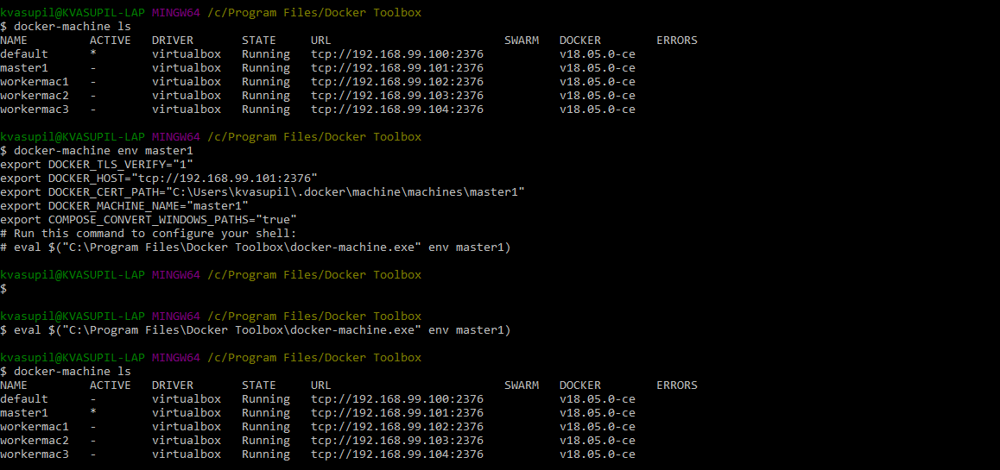 kvasupil@KVASUPIL-LAP MINGW64 /c/Program Files/Docker Toolbox
$ docker-machine ls
NAME         ACTIVE   DRIVER       STATE     URL                         SWARM   DOCKER        ERRORS
default      *        virtualbox   Running   tcp://192.168.99.100:2376           v18.05.0-ce
master1      -        virtualbox   Running   tcp://192.168.99.101:2376           v18.05.0-ce
workermac1   -        virtualbox   Running   tcp://192.168.99.102:2376           v18.05.0-ce
workermac2   -        virtualbox   Running   tcp://192.168.99.103:2376           v18.05.0-ce
workermac3   -        virtualbox   Running   tcp://192.168.99.104:2376           v18.05.0-ce
kvasupil@KVASUPIL-LAP MINGW64 /c/Program Files/Docker Toolbox
$ docker-machine env master1
export DOCKER_TLS_VERIFY="1"
export DOCKER_HOST="tcp://192.168.99.101:2376"
export DOCKER_CERT_PATH="C:\Users\kvasupil\.docker\machine\machines\master1"
export DOCKER_MACHINE_NAME="master1"
export COMPOSE_CONVERT_WINDOWS_PATHS="true"
# Run this command to configure your shell:
# eval $("C:\Program Files\Docker Toolbox\docker-machine.exe" env master1)
kvasupil@KVASUPIL-LAP MINGW64 /c/Program Files/Docker Toolbox
$
kvasupil@KVASUPIL-LAP MINGW64 /c/Program Files/Docker Toolbox
$ eval $("C:\Program Files\Docker Toolbox\docker-machine.exe" env master1)
kvasupil@KVASUPIL-LAP MINGW64 /c/Program Files/Docker Toolbox
$ docker-machine ls
NAME         ACTIVE   DRIVER       STATE     URL                         SWARM   DOCKER        ERRORS
default      -        virtualbox   Running   tcp://192.168.99.100:2376           v18.05.0-ce
master1      *        virtualbox   Running   tcp://192.168.99.101:2376           v18.05.0-ce
workermac1   -        virtualbox   Running   tcp://192.168.99.102:2376           v18.05.0-ce
workermac2   -        virtualbox   Running   tcp://192.168.99.103:2376           v18.05.0-ce
workermac3   -        virtualbox   Running   tcp://192.168.99.104:2376           v18.05.0-ce